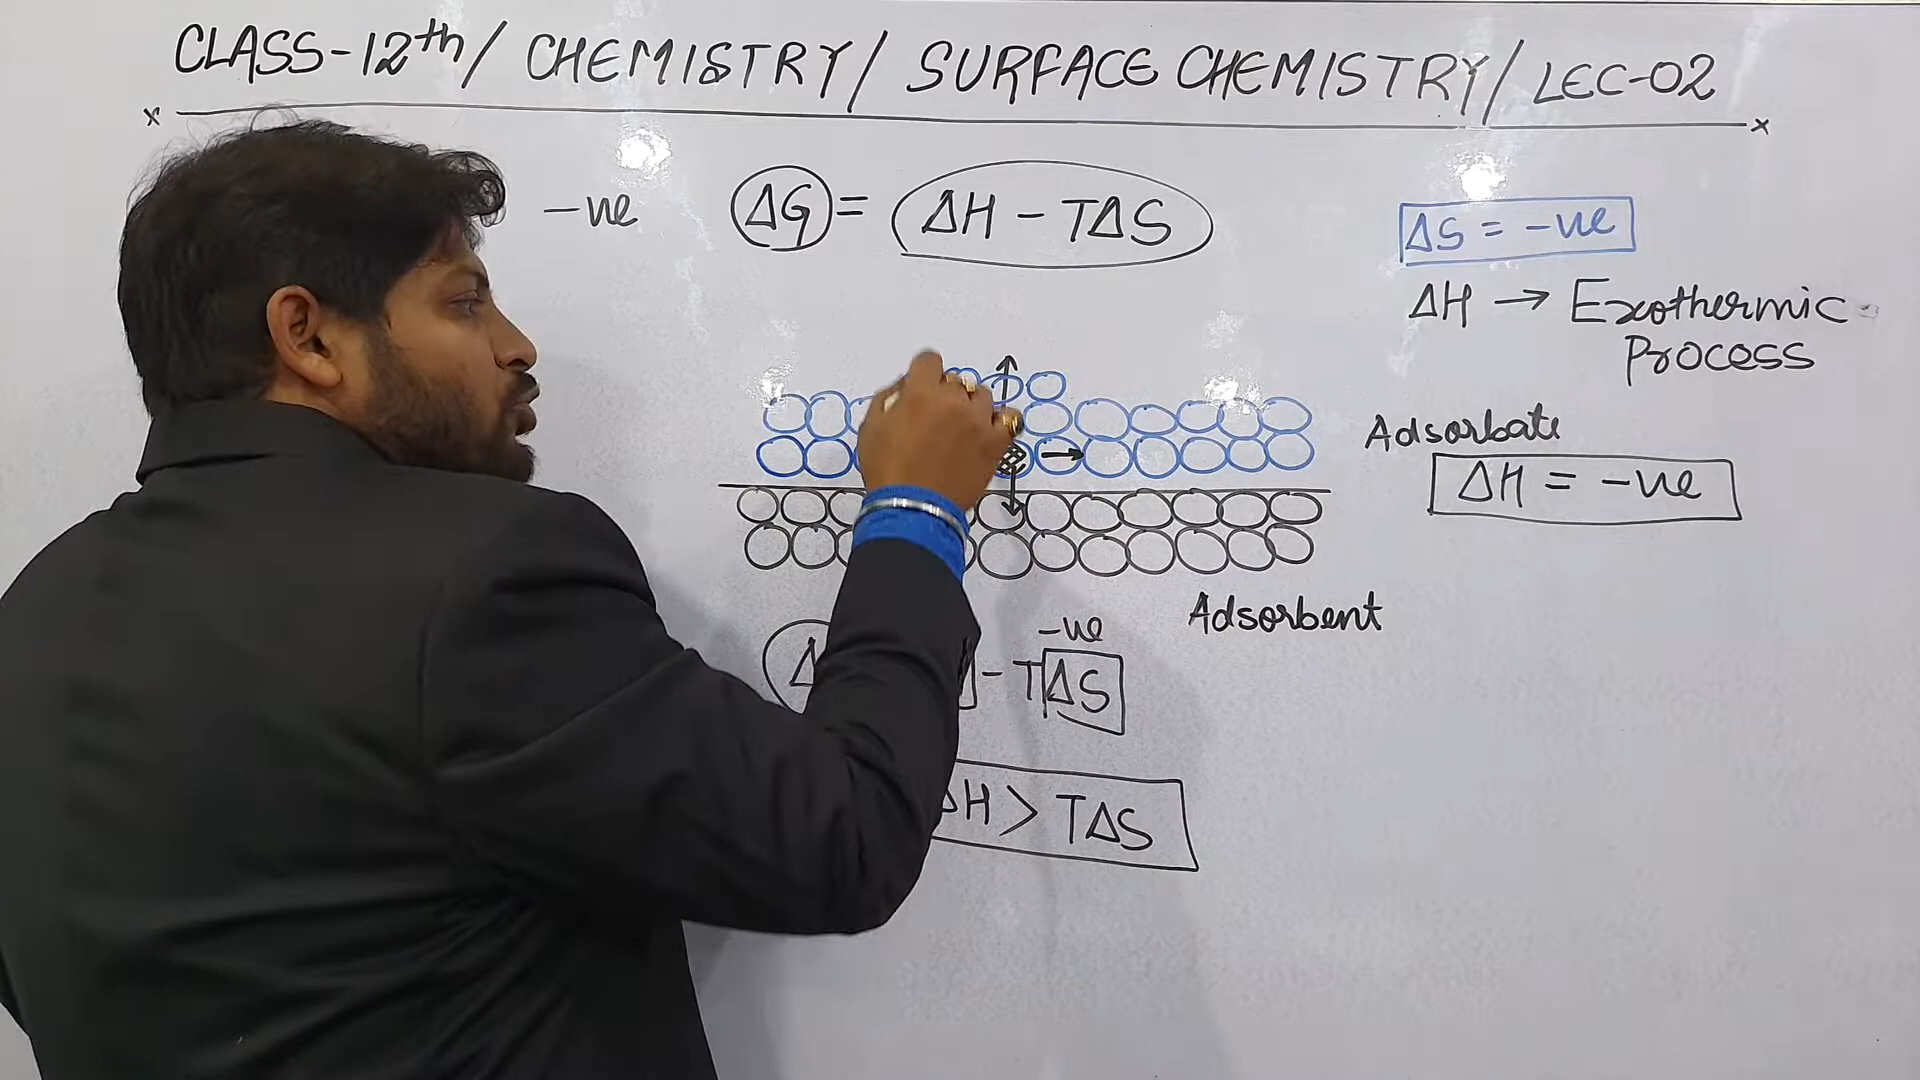 CLASS-12th/ CHEMISTRY/ SURFACE CHEMISTRY/ LEC-02
-ve ΔG = ΔH - TΔS
ΔS = -ve
ΔH → Exothermic
Process
Adsorbate
ΔH = -ve
Adsorbent
-ve
- TΔS
ΔH > TΔS